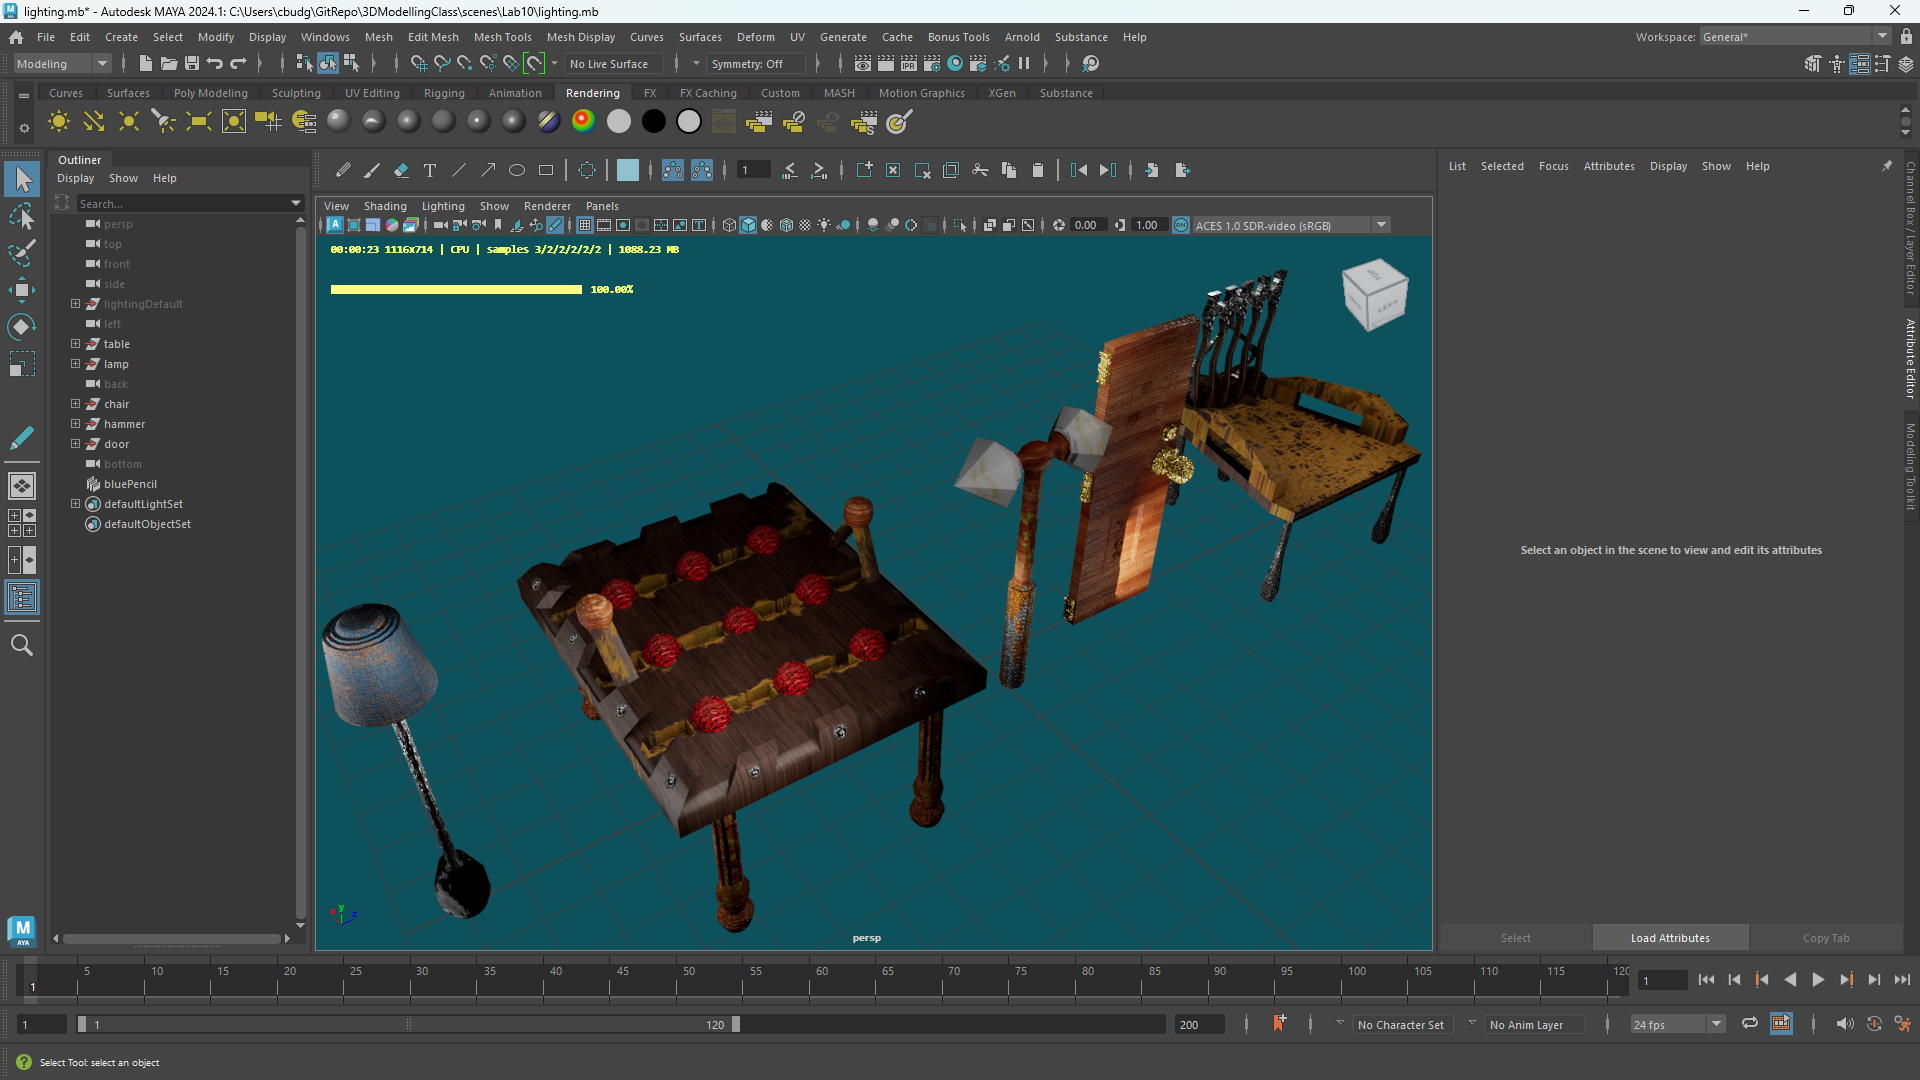 lighting.mb* - Autodesk MAYA 2024.1: C:\Users\cbudg\GitRepo\3DModellingClass\scenes\Lab10\lighting.mb
File Edit Create Select Modify Display Windows Mesh Edit Mesh Mesh Tools Mesh Display Curves Surfaces Deform UV Generate Cache Bonus Tools Arnold Substance Help
Workspace: General*
Modeling
No Live Surface
Symmetry: Off
Curves Surfaces Poly Modeling Sculpting UV Editing Rigging Animation Rendering FX FX Caching Custom MASH Motion Graphics XGen Substance
Outliner
Display Show Help
Search...
persp
top
front
side
lightingDefault
left
table
lamp
back
chair
hammer
door
bottom
bluePencil
defaultLightSet
defaultObjectSet
1
View Shading Lighting Show Renderer Panels
0.00
1.00
ACES 1.0 SDR-video (sRGB)
00:00:23 1116x714 | CPU | samples 3/2/2/2/2/2 | 1088.23 MB
100.00%
TOP
LEFT
persp
List Selected Focus Attributes Display Show Help
Select an object in the scene to view and edit its attributes
Select
Load Attributes
Copy Tab
Channel Box / Layer Editor
Attribute Editor
Modeling Toolkit
5 10 15 20 25 30 35 40 45 50 55 60 65 70 75 80 85 90 95 100 105 110 115 120
1
1
1
1
120
200
No Character Set
No Anim Layer
24 fps
Select Tool: select an object